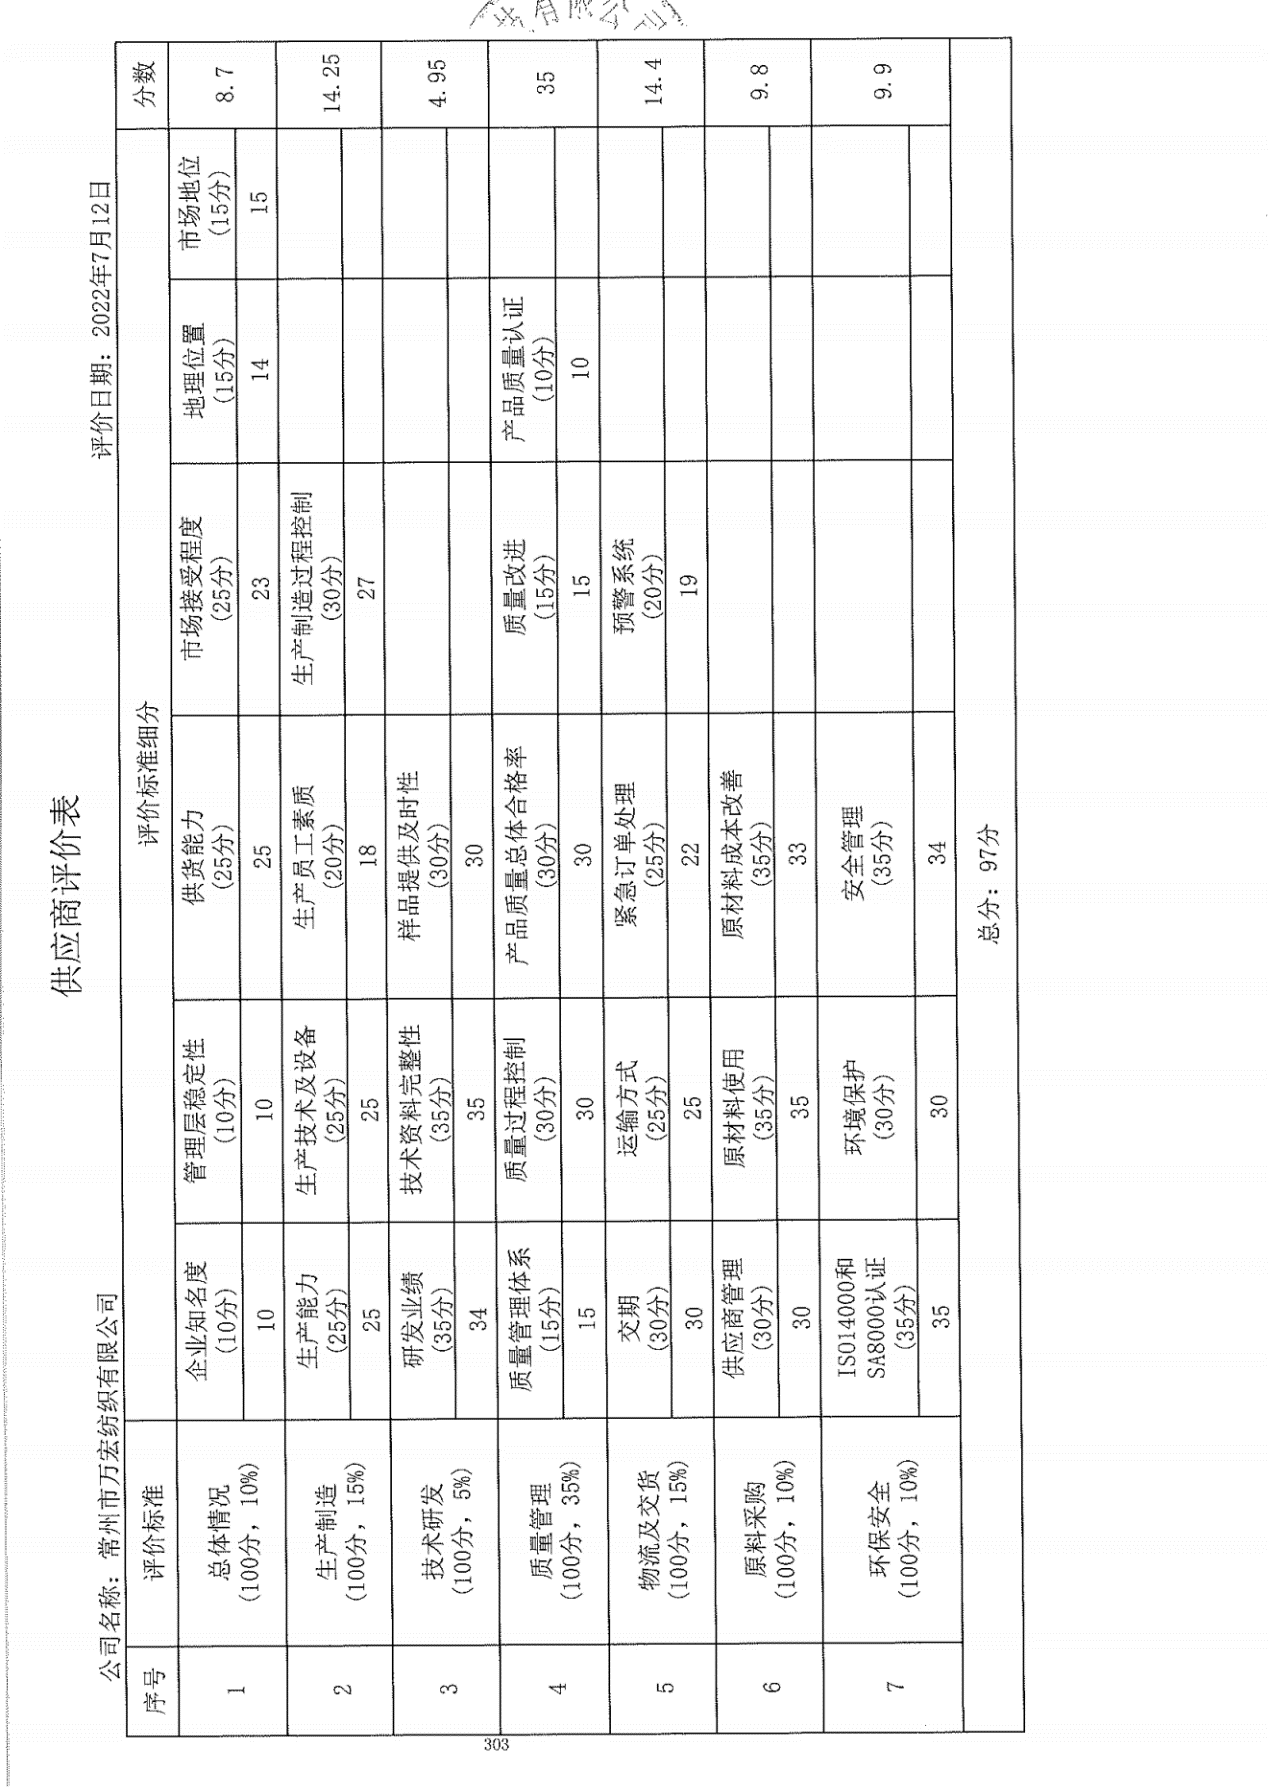 供应商评价表
公司名称：常州市万宏纺织有限公司 评价日期：2022年7月12日
序号 评价标准 评价标准细分 分数
1 总体情况 (100分，10%) 企业知名度 (10分) 管理层稳定性 (10分) 供货能力 (25分) 市场接受程度 (25分) 地理位置 (15分) 市场地位 (15分) 8.7
10 10 25 23 14 15
2 生产制造 (100分，15%) 生产能力 (25分) 生产技术及设备 (25分) 生产员工素质 (20分) 生产制造过程控制 (30分) 14.25
25 25 18 27
3 技术研发 (100分，5%) 研发业绩 (35分) 技术资料完整性 (35分) 样品提供及时性 (30分) 4.95
34 35 30
4 质量管理 (100分，35%) 质量管理体系 (15分) 质量过程控制 (30分) 产品质量总体合格率 (30分) 质量改进 (15分) 产品质量认证 (10分) 35
15 30 30 15 10
5 物流及交货 (100分，15%) 交期 (30分) 运输方式 (25分) 紧急订单处理 (25分) 预警系统 (20分) 14.4
30 25 22 19
6 原料采购 (100分，10%) 供应商管理 (30分) 原材料使用 (35分) 原材料成本改善 (35分) 9.8
30 35 33
7 环保安全 (100分，10%) ISO14000和SA8000认证 (35分) 环境保护 (30分) 安全管理 (35分) 9.9
35 30 34
总分：97分
有限公司
303